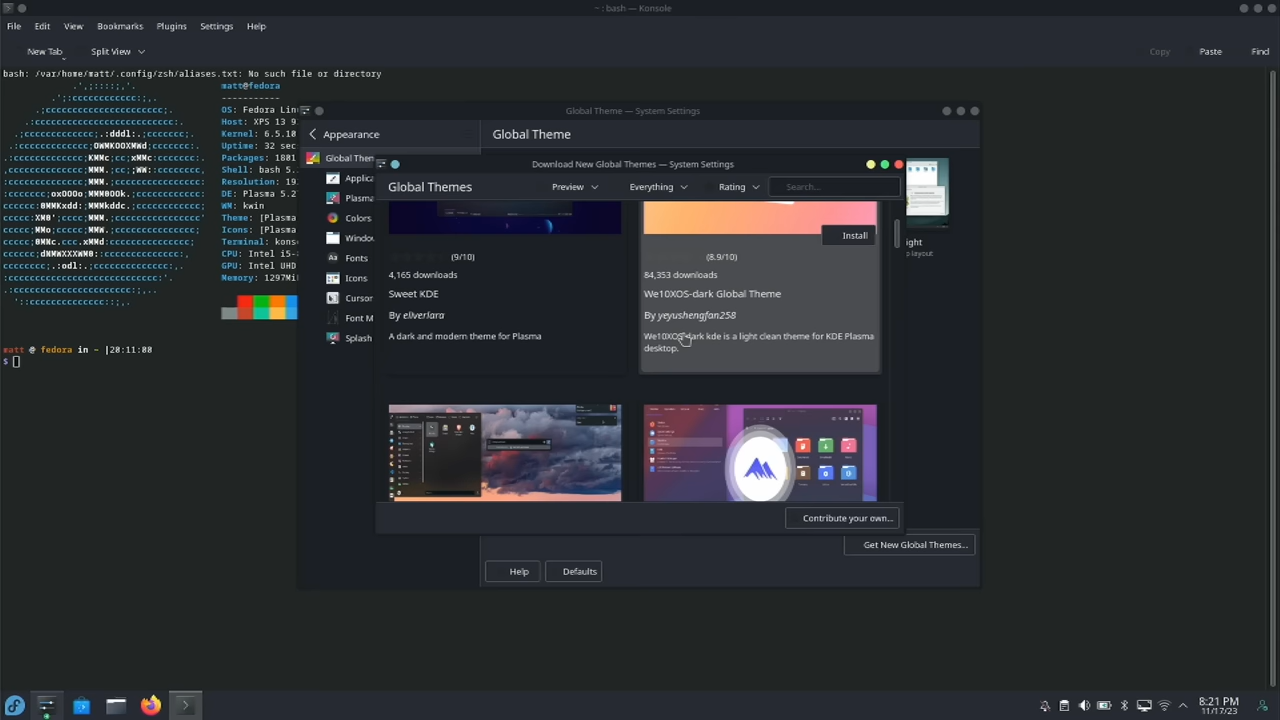 ~ : bash — Konsole
File Edit View Bookmarks Plugins Settings Help
New Tab Split View Copy Paste Find
bash: /var/home/matt/.config/zsh/aliases.txt: No such file or directory
matt@fedora
-----------
OS: Fedora Lin
Host: XPS 13 9
Kernel: 6.5.10
Uptime: 32 sec
Packages: 1801
Shell: bash 5.
Resolution: 19
DE: Plasma 5.2
WM: kwin
Theme: [Plasma
Icons: [Plasma
Terminal: kons
CPU: Intel i5-
GPU: Intel UHD
Memory: 1297Mi
matt @ fedora in ~ |20:11:00
$
Global Theme — System Settings
Appearance
Global Theme
Global Then
Applica
Plasma
Colors
Window
Fonts
Icons
Cursor
Font M
Splash
Download New Global Themes — System Settings
Global Themes Preview Everything Rating Search...
(9/10)
4,165 downloads
Sweet KDE
By eliverlara
A dark and modern theme for Plasma
Install
(8.9/10)
84,353 downloads
We10XOS-dark Global Theme
By yeyushengfan258
We10XOS-dark kde is a light clean theme for KDE Plasma
desktop.
Contribute your own...
ight
p layout
Get New Global Themes...
Help Defaults
8:21 PM
11/17/23